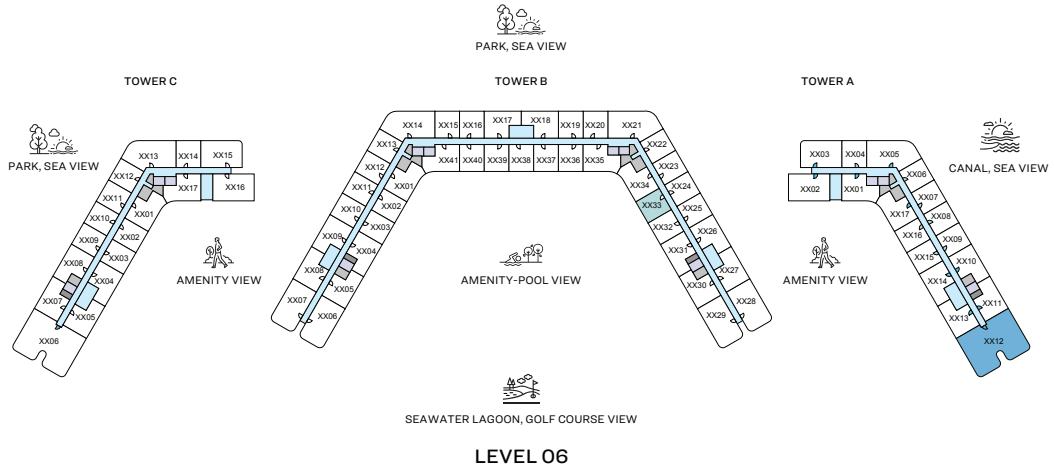 PARK, SEA VIEW
TOWER C
TOWER B
TOWER A
PARK, SEA VIEW
CANAL, SEA VIEW
XX13
XX14
XX15
XX12
XX17
XX16
XX11
XX01
XX10
XX02
XX09
XX03
XX08
XX04
XX07
XX05
XX06
XX14
XX15
XX16
XX17
XX18
XX19
XX20
XX21
XX13
XX41
XX40
XX39
XX38
XX37
XX36
XX35
XX22
XX12
XX01
XX34
XX23
XX11
XX02
XX33
XX24
XX10
XX03
XX32
XX25
XX09
XX04
XX31
XX26
XX08
XX05
XX30
XX27
XX07
XX06
XX29
XX28
XX03
XX04
XX05
XX02
XX01
XX06
XX17
XX07
XX16
XX08
XX15
XX09
XX14
XX10
XX13
XX11
XX12
AMENITY VIEW
AMENITY-POOL VIEW
AMENITY VIEW
SEAWATER LAGOON, GOLF COURSE VIEW
LEVEL 06